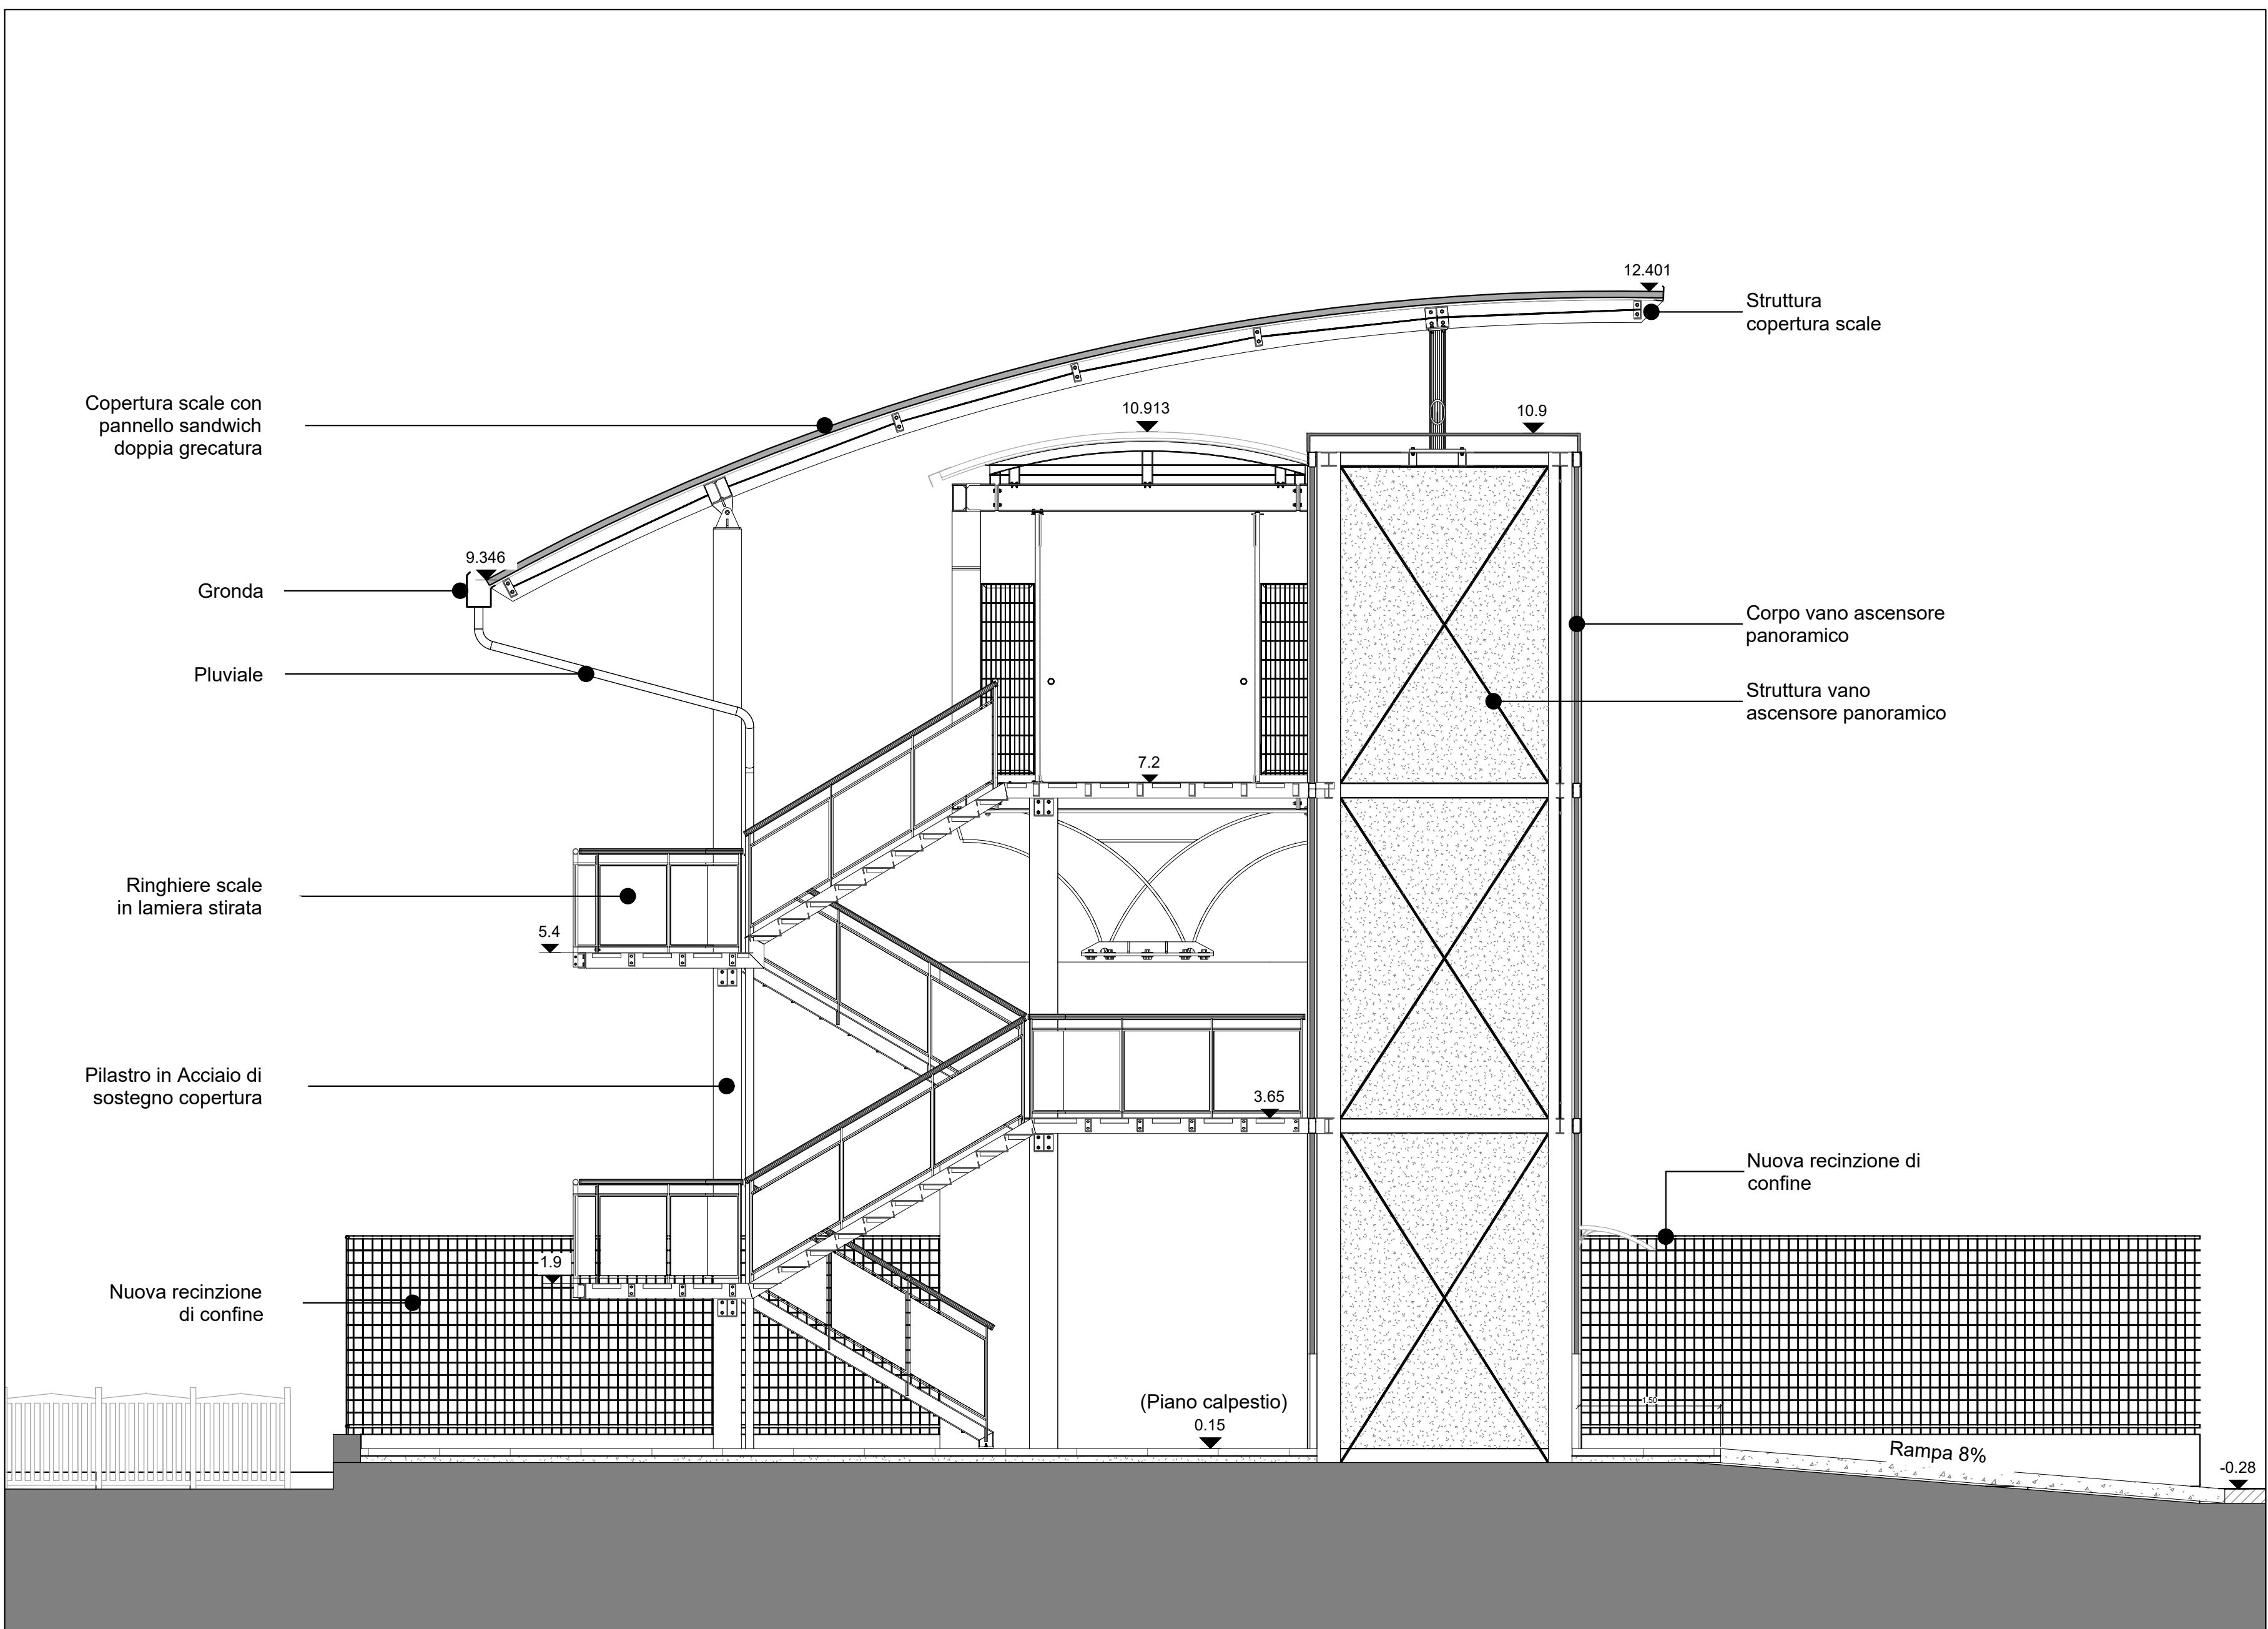 12.401
Struttura
copertura scale
Copertura scale con
pannello sandwich
doppia grecatura
10.913
10.9
9.346
Gronda
Corpo vano ascensore
panoramico
Pluviale
Struttura vano
ascensore panoramico
7.2
Ringhiere scale
in lamiera stirata
5.4
Pilastro in Acciaio di
sostegno copertura
3.65
Nuova recinzione di
confine
1.9
Nuova recinzione
di confine
(Piano calpestio)
0.15
1.50
Rampa 8%
-0.28